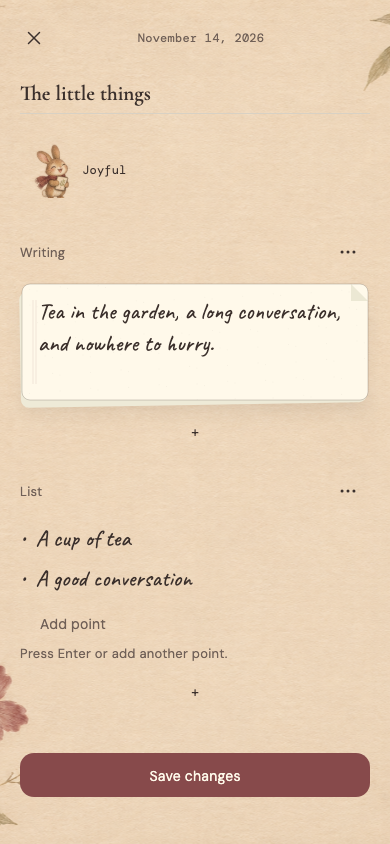 November 14, 2026
The little things
Joyful
Writing
Tea in the garden, a long conversation,
and nowhere to hurry.
+
List
• A cup of tea
• A good conversation
Add point
Press Enter or add another point.
+
Save changes